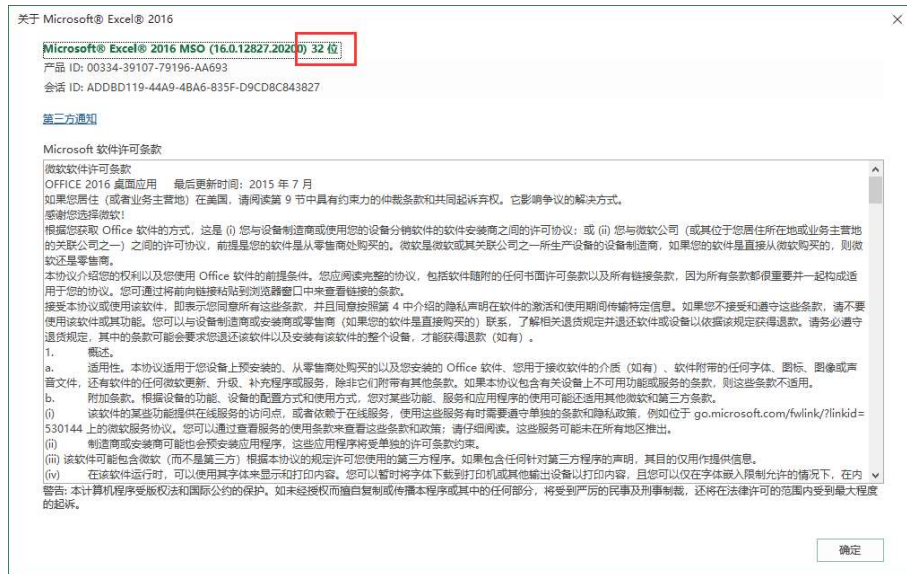 关于 Microsoft® Excel® 2016
Microsoft® Excel® 2016 MSO (16.0.12827.20200) 32 位
产品 ID: 00334-39107-79196-AA693
会话 ID: ADDBD119-44A9-4BA6-835F-D9CD8C843827
第三方通知
Microsoft 软件许可条款
微软软件许可条款
OFFICE 2016 桌面应用 最后更新时间：2015 年 7 月
如果您居住（或者业务主营地）在美国，请阅读第 9 节中具有约束力的仲裁条款和共同起诉弃权。它影响争议的解决方式。
感谢您选择微软！
根据您获取 Office 软件的方式，这是 (i) 您与设备制造商或使用您的设备分销软件的软件安装商之间的许可协议；或 (ii) 您与微软公司（或其位于您居住所在地或业务主营地
的关联公司之一）之间的许可协议，前提是您的软件是从零售商处购买的。微软是微软或其关联公司之一所生产设备的设备制造商，如果您的软件是直接从微软购买的，则微
软还是零售商。
本协议介绍您的权利以及您使用 Office 软件的前提条件。您应阅读完整的协议，包括软件随附的任何书面许可条款以及所有链接条款，因为所有条款都很重要并一起构成适
用于您的协议。您可通过将前向链接粘贴到浏览器窗口中来查看链接的条款。
接受本协议或使用该软件，即表示您同意所有这些条款，并且同意按照第 4 中介绍的隐私声明在软件的激活和使用期间传输特定信息。如果您不接受和遵守这些条款，请不要
使用该软件或其功能。您可以与设备制造商或安装商或零售商（如果您的软件是直接购买的）联系，了解相关退货规定并退还软件或设备以依据该规定获得退款。请务必遵守
退货规定，其中的条款可能会要求您退还该软件以及安装有该软件的整个设备，才能获得退款（如有）。
1. 概述。
a. 适用性。本协议适用于您设备上预安装的、从零售商处购买的以及您安装的 Office 软件、您用于接收软件的介质（如有）、软件附带的任何字体、图标、图像或声
音文件，还有软件的任何微软更新、升级、补充程序或服务，除非它们附带有其他条款。如果本协议包含有关设备上不可用功能或服务的条款，则这些条款不适用。
b. 附加条款。根据设备的功能、设备的配置方式和使用方式，您对某些功能、服务和应用程序的使用可能还适用其他微软和第三方条款。
(i) 该软件的某些功能提供在线服务的访问点，或者依赖于在线服务，使用这些服务有时需要遵守单独的条款和隐私政策，例如位于 go.microsoft.com/fwlink/?linkid=
530144 上的微软服务协议。您可以通过查看服务的使用条款来查看这些条款和政策；请仔细阅读。这些服务可能未在所有地区推出。
(ii) 制造商或安装商可能也会预安装应用程序，这些应用程序将受单独的许可条款约束。
(iii) 该软件可能包含微软（而不是第三方）根据本协议的规定许可您使用的第三方程序。如果包含任何针对第三方程序的声明，其目的仅用作提供信息。
(iv) 在该软件运行时，可以使用其字体来显示和打印内容。您可以暂时将字体下载到打印机或其他输出设备以打印内容，且您可以仅在字体嵌入限制允许的情况下，在内
警告: 本计算机程序受版权法和国际公约的保护。如未经授权而擅自复制或传播本程序或其中的任何部分，将受到严厉的民事及刑事制裁，还将在法律许可的范围内受到最大程度
的起诉。
确定